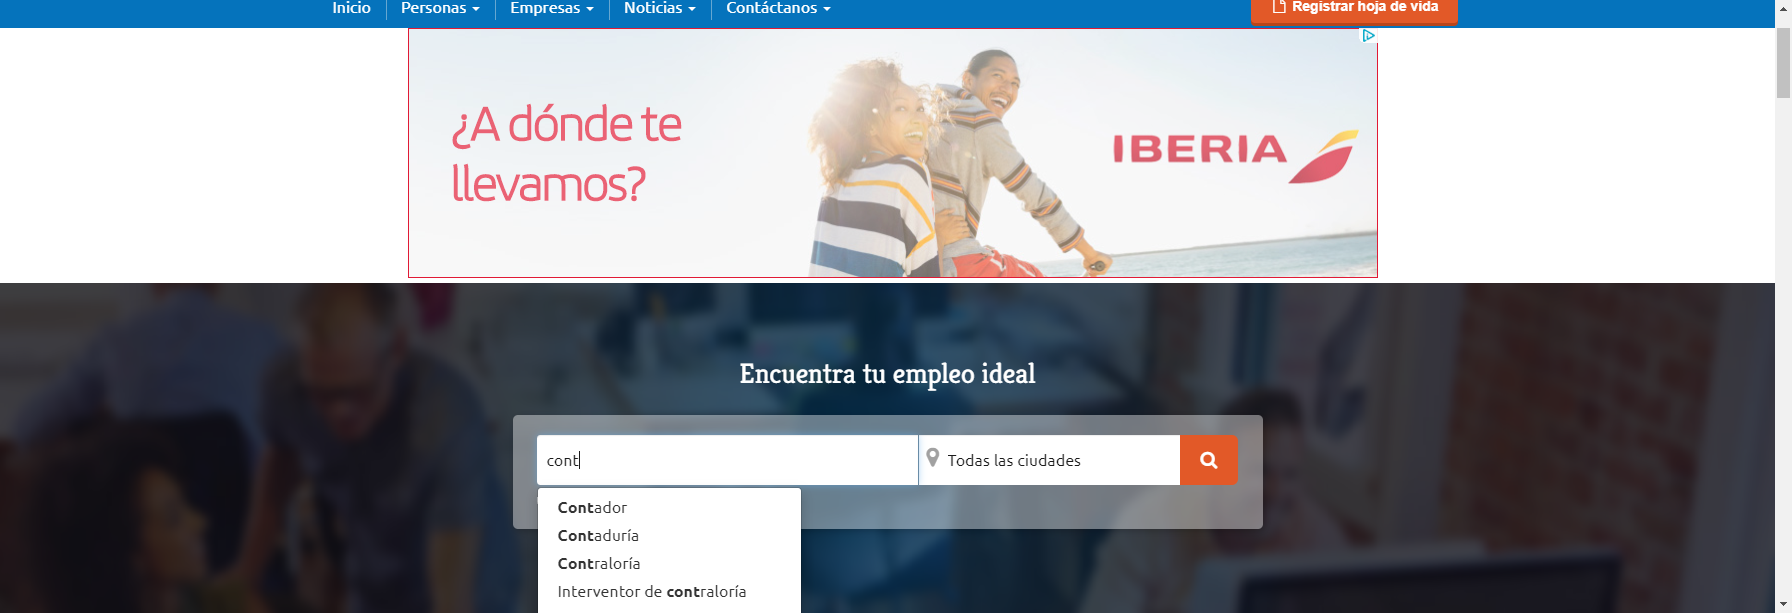 Inicio
Personas
Empresas
Noticias
Contáctanos
Registrar hoja de vida
¿A dónde te
llevamos?
IBERIA
Encuentra tu empleo ideal
cont
Todas las ciudades
Contador
Contaduría
Contraloría
Interventor de contraloría